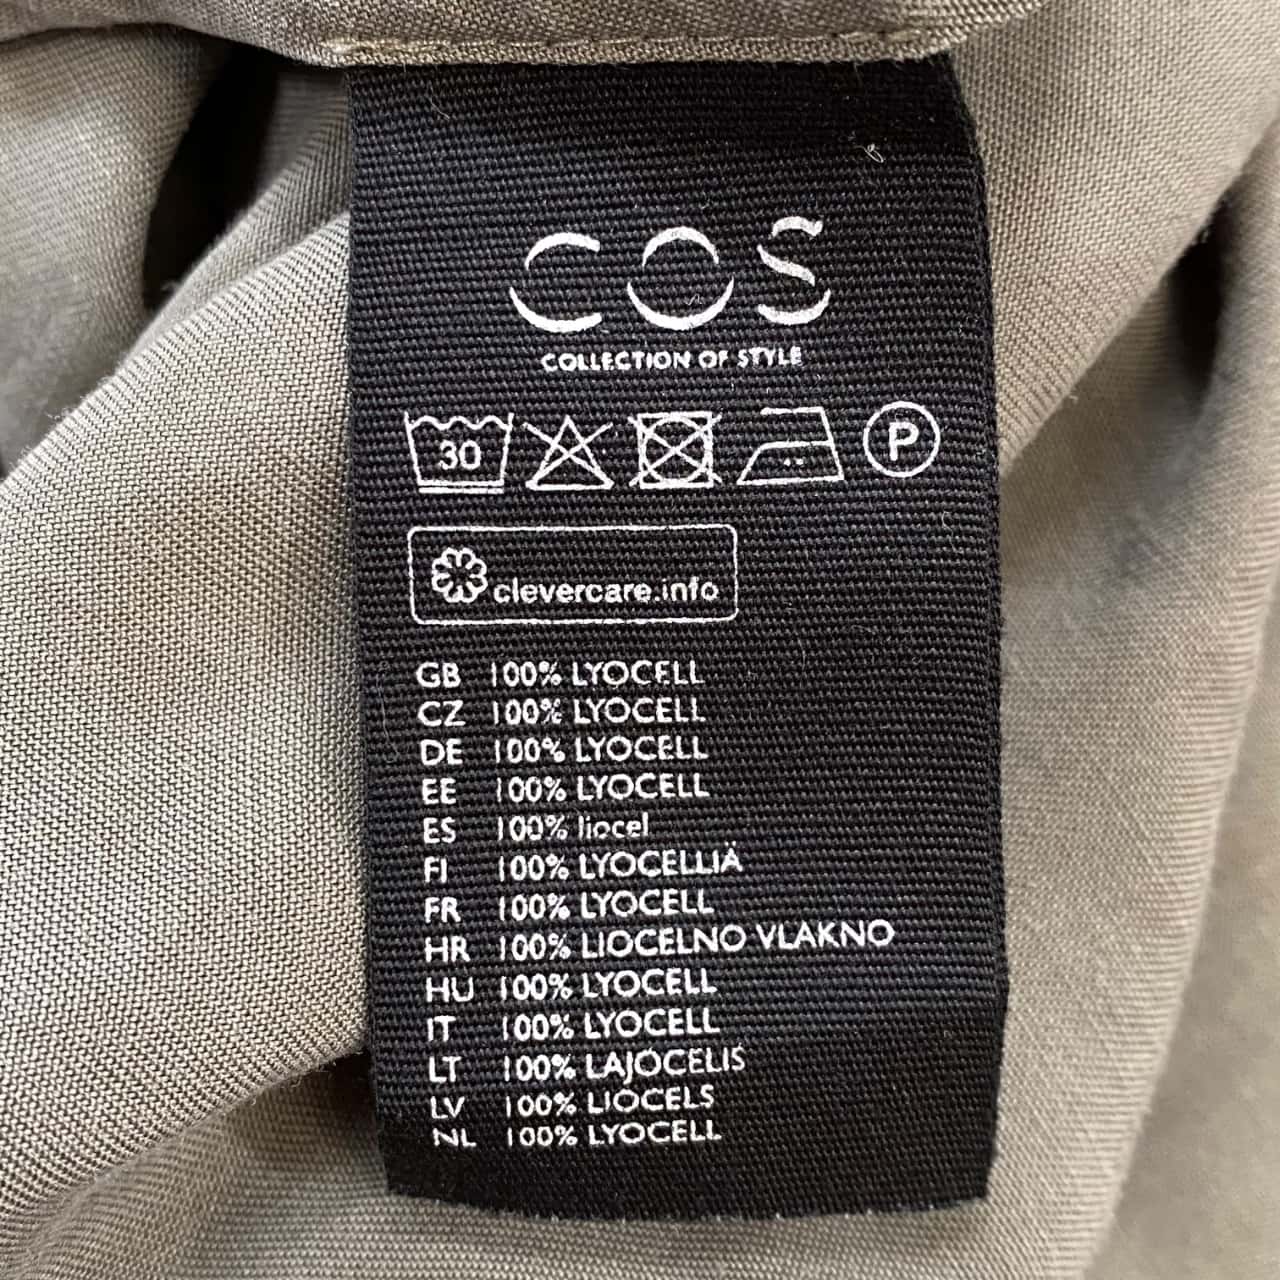 COS
COLLECTION OF STYLE
30 P
clevercare.info
GB 100% LYOCELL
CZ 100% LYOCELL
DE 100% LYOCELL
EE 100% LYOCELL
ES 100% liocel
FI 100% LYOCELLIÄ
FR 100% LYOCELL
HR 100% LIOCELNO VLAKNO
HU 100% LYOCELL
IT 100% LYOCELL
LT 100% LAJOCELIS
LV 100% LIOCELS
NL 100% LYOCELL